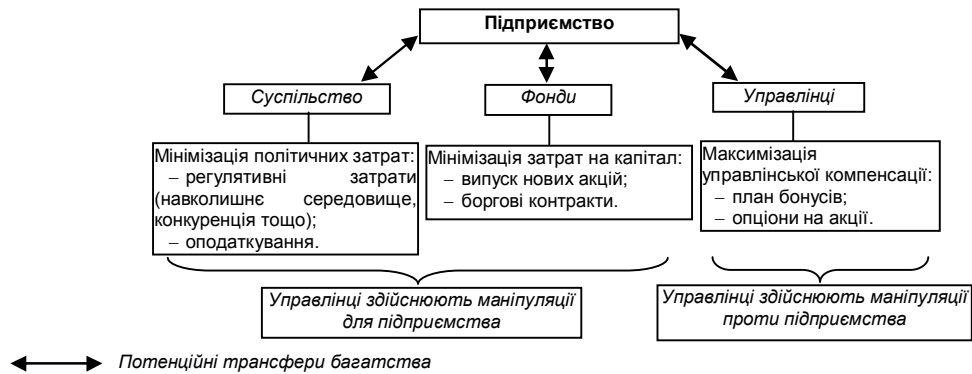 Підприємство
Суспільство
Фонди
Управлінці
Мінімізація політичних затрат:
– регулятивні затрати
(навколишнє середовище,
конкуренція тощо);
– оподаткування.
Мінімізація затрат на капітал:
– випуск нових акцій;
– боргові контракти.
Максимізація
управлінської компенсації:
– план бонусів;
– опціони на акції.
Управлінці здійснюють маніпуляції
для підприємства
Управлінці здійснюють маніпуляції
проти підприємства
Потенційні трансфери багатства